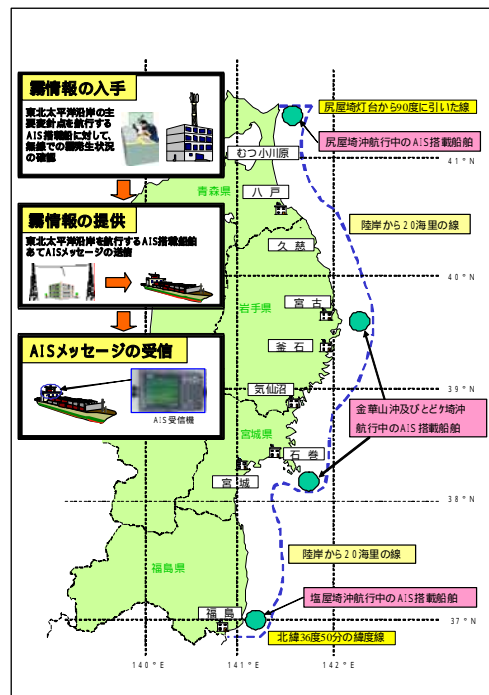 霧情報の入手
東北太平洋沿岸の主
要変針点を航行する
AIS搭載船に対して、
無線での霧発生状況
の確認
霧情報の提供
東北太平洋沿岸を航行するAIS搭載船舶
あてAISメッセージの送信
AISメッセージの受信
AIS受信機
尻屋埼灯台から90度に引いた線
尻屋埼沖航行中のAIS搭載船舶
むつ小川原
41°N
青森県
八戸
陸岸から20海里の線
久慈
40°N
岩手県
宮古
釜石
39°N
気仙沼
金華山沖及びとどケ埼沖
航行中のAIS搭載船舶
宮城県
石巻
宮城
38°N
陸岸から20海里の線
福島県
塩屋埼沖航行中のAIS搭載船舶
福島
37°N
北緯36度50分の緯度線
140°E
141°E
142°E